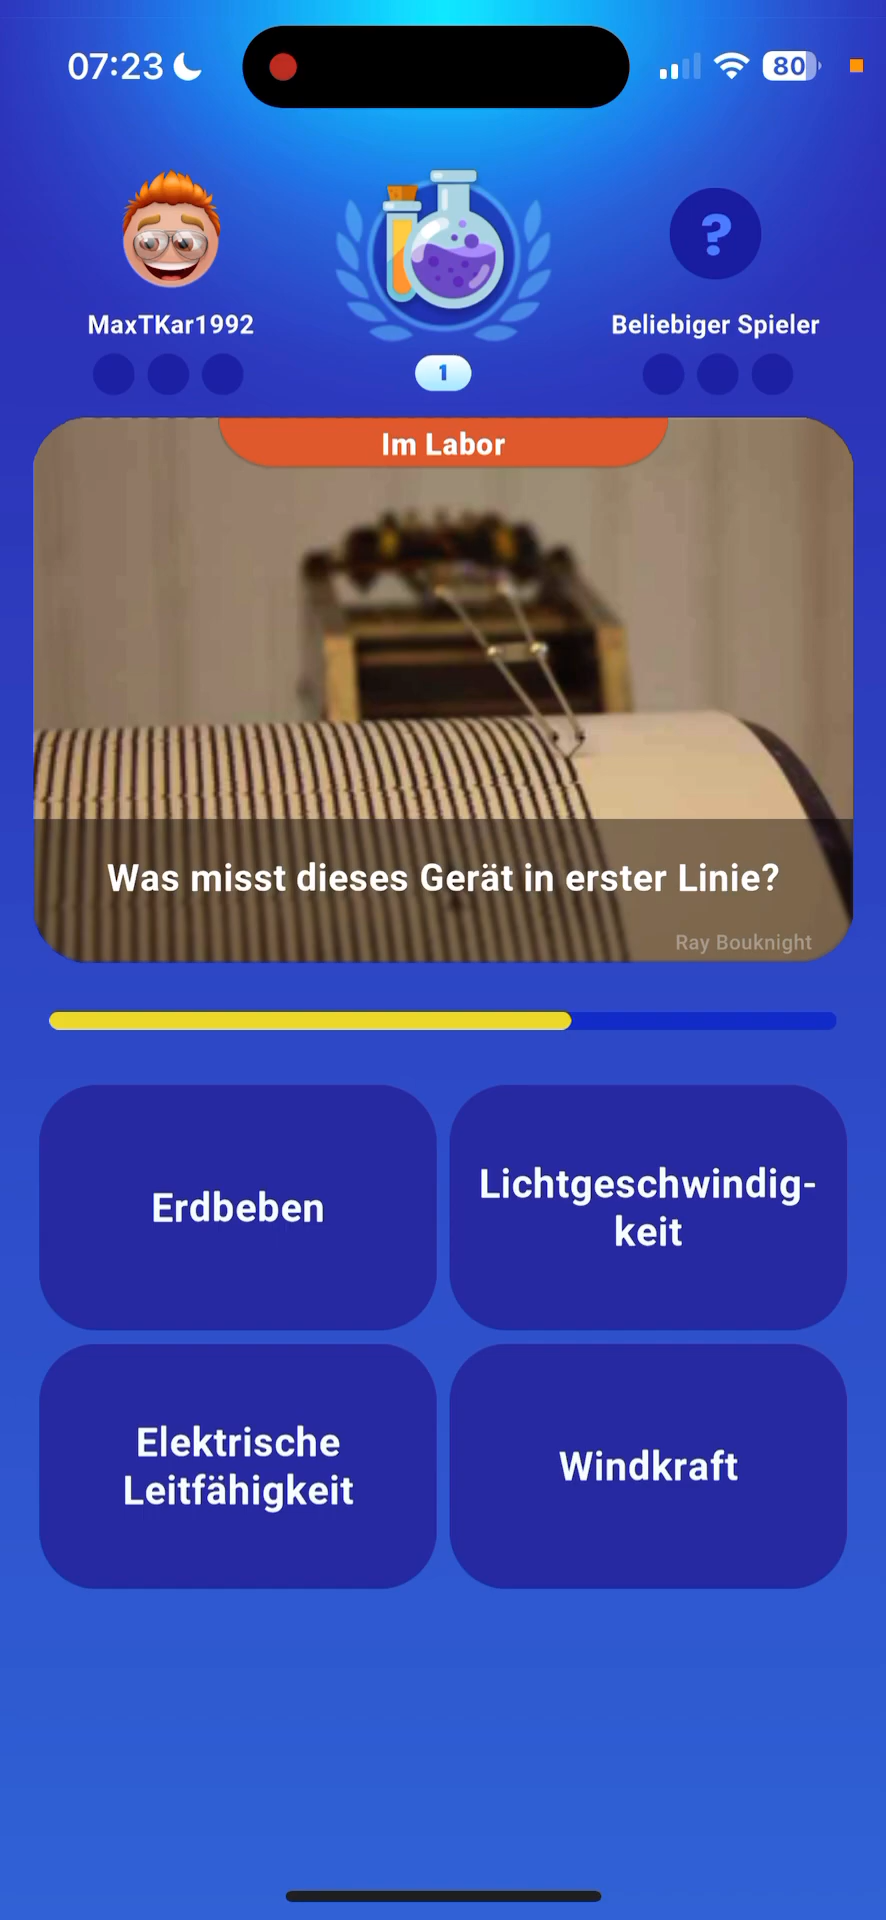 07:23
80
?
MaxTKar1992
Beliebiger Spieler
1
Im Labor
Was misst dieses Gerät in erster Linie?
Ray Bouknight
Erdbeben
Lichtgeschwindig-
keit
Elektrische
Leitfähigkeit
Windkraft